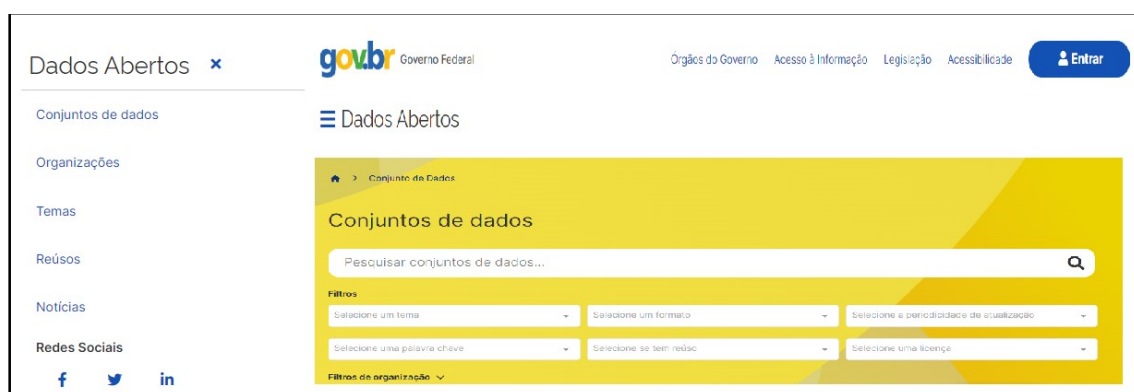 Dados Abertos ×
Conjuntos de dados
Organizações
Temas
Reúsos
Notícias
Redes Sociais
gov.br Governo Federal
Órgãos do Governo Acesso à Informação Legislação Acessibilidade Entrar
Dados Abertos
> Conjunto de Dados
Conjuntos de dados
Pesquisar conjuntos de dados...
Filtros
Selecione um tema Selecione um formato Selecione a periodicidade de atualização
Selecione uma palavra chave Selecione se tem reúso Selecione uma licença
Filtros de organização